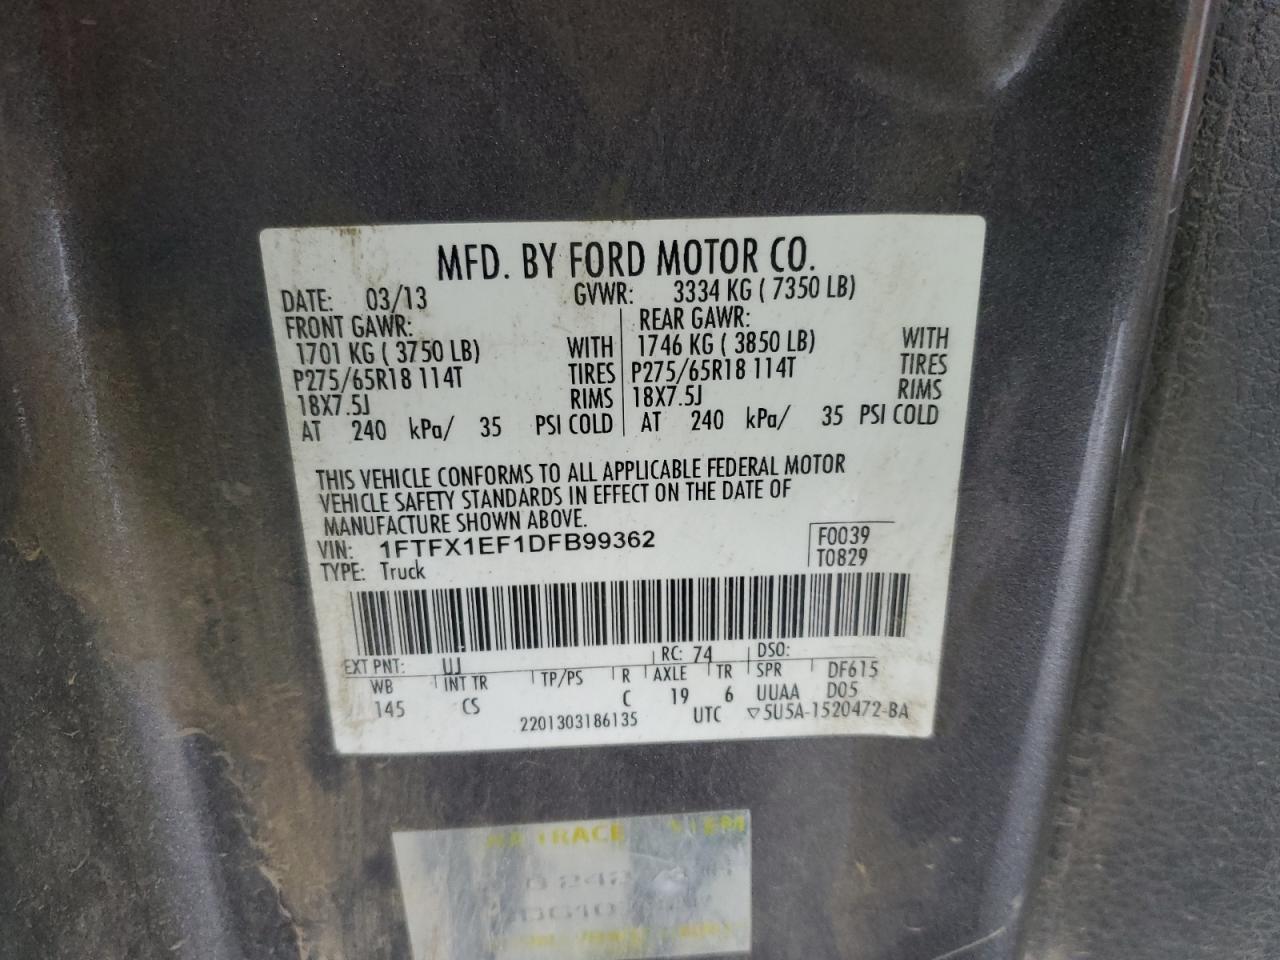 MFD. BY FORD MOTOR CO.
DATE: 03/13 GVWR: 3334 KG ( 7350 LB)
FRONT GAWR: REAR GAWR:
1701 KG ( 3750 LB) WITH 1746 KG ( 3850 LB) WITH
P275/65R18 114T TIRES P275/65R18 114T TIRES
18X7.5J RIMS 18X7.5J RIMS
AT 240 kPa/ 35 PSI COLD AT 240 kPa/ 35 PSI COLD
THIS VEHICLE CONFORMS TO ALL APPLICABLE FEDERAL MOTOR
VEHICLE SAFETY STANDARDS IN EFFECT ON THE DATE OF
MANUFACTURE SHOWN ABOVE.
VIN: 1FTFX1EF1DFB99362 F0039
TYPE: Truck T0829
EXT PNT: UJ RC: 74 DSO:
WB INT TR TP/PS R AXLE TR SPR DF615
145 CS C 19 6 UUAA D05
2201303186135 UTC ▽5U5A-1520472-BA
TRACE